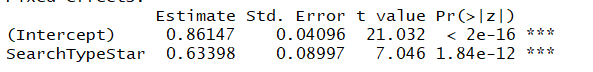 Fixed effects:
Estimate Std. Error t value Pr(>|z|)
(Intercept) 0.86147 0.04096 21.032 < 2e-16 ***
SearchTypeStar 0.63398 0.08997 7.046 1.84e-12 ***